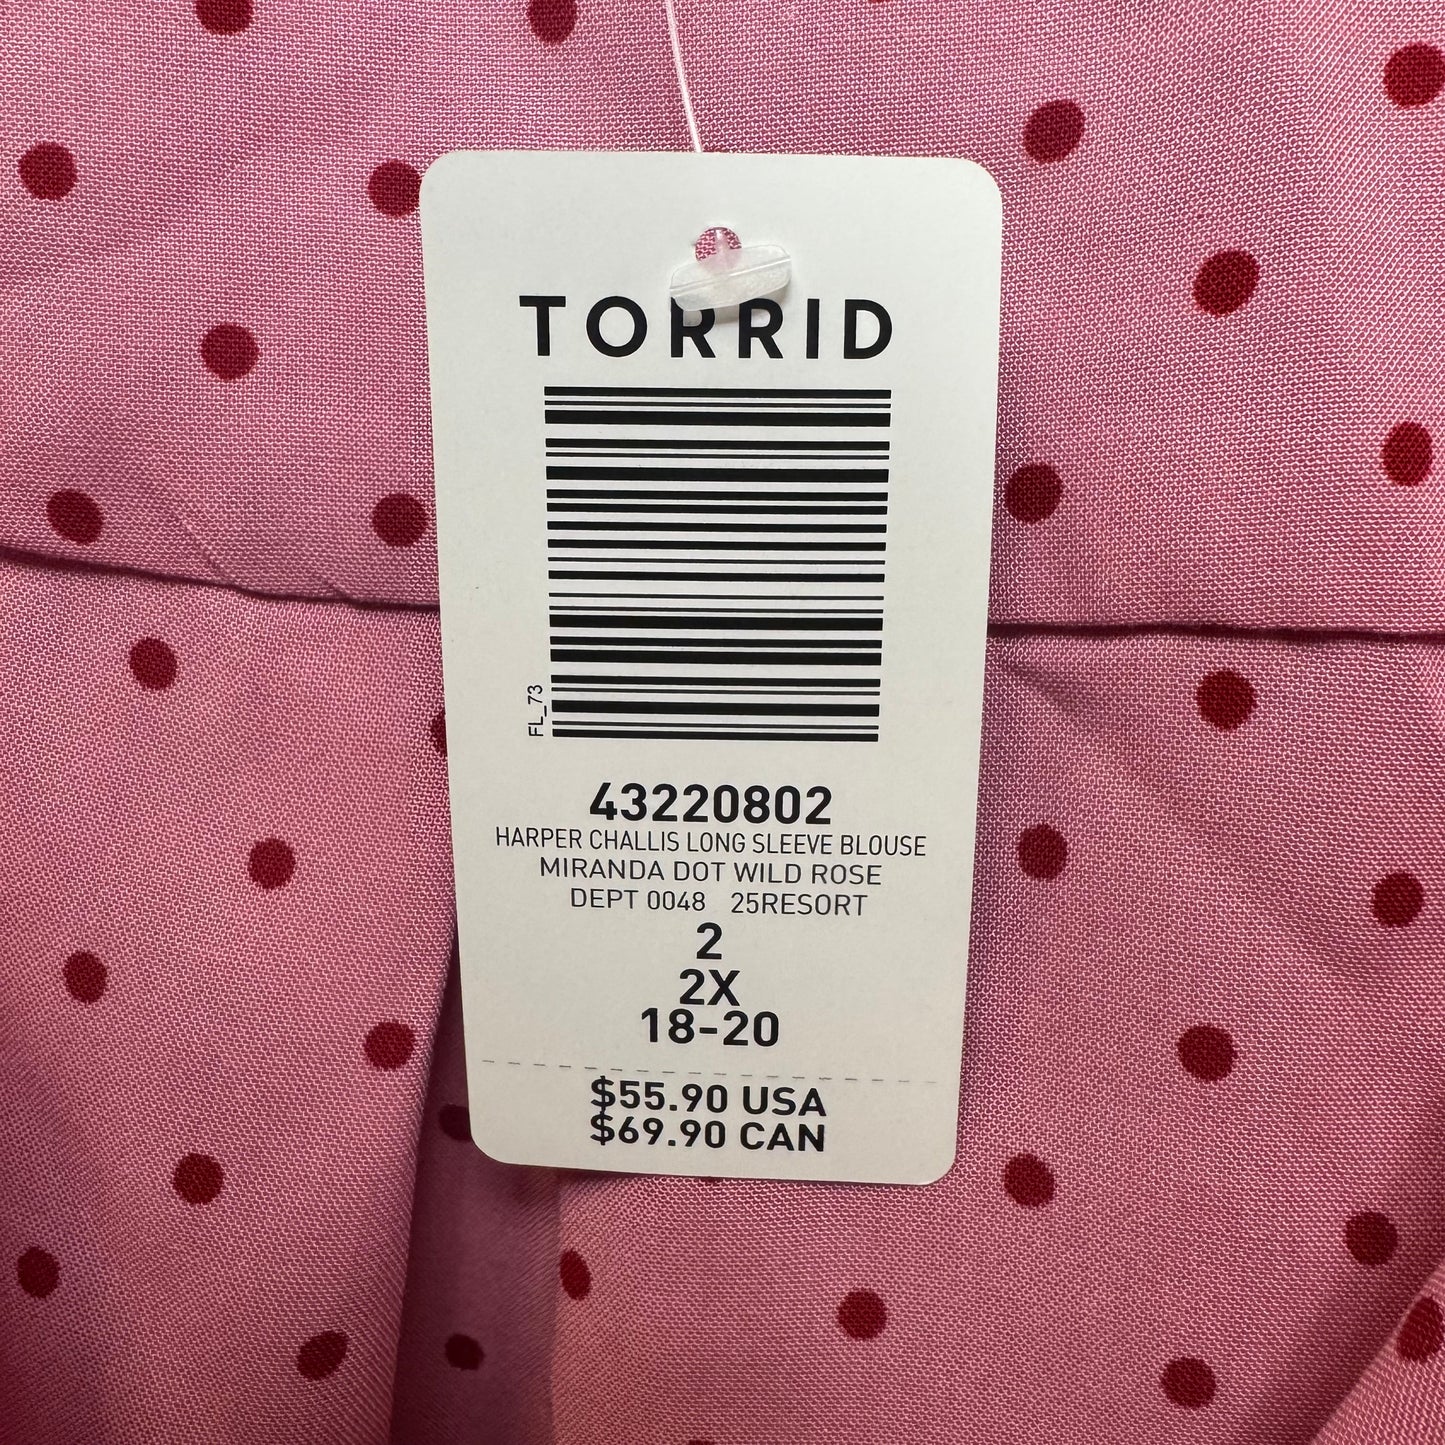 TORRID
FL_73
43220802
HARPER CHALLIS LONG SLEEVE BLOUSE
MIRANDA DOT WILD ROSE
DEPT 0048 25RESORT
2
2X
18-20
$55.90 USA
$69.90 CAN